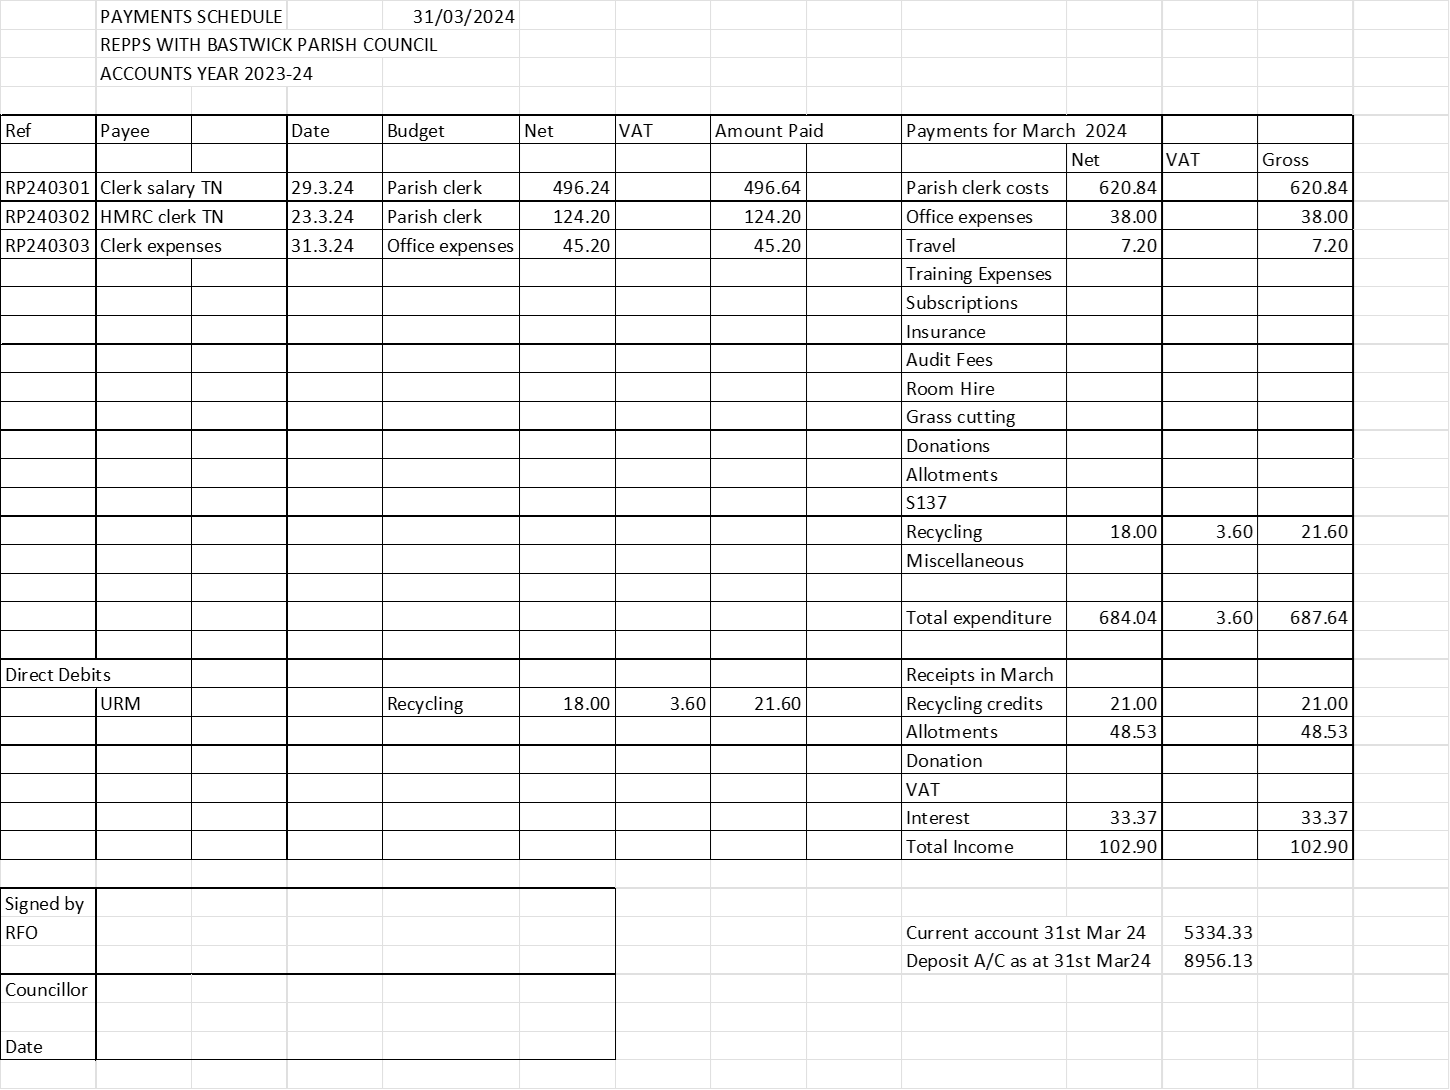 PAYMENTS SCHEDULE 31/03/2024
REPPS WITH BASTWICK PARISH COUNCIL
ACCOUNTS YEAR 2023-24
Ref Payee Date Budget Net VAT Amount Paid Payments for March 2024
Net VAT Gross
RP240301 Clerk salary TN 29.3.24 Parish clerk 496.24 496.64 Parish clerk costs 620.84 620.84
RP240302 HMRC clerk TN 23.3.24 Parish clerk 124.20 124.20 Office expenses 38.00 38.00
RP240303 Clerk expenses 31.3.24 Office expenses 45.20 45.20 Travel 7.20 7.20
Training Expenses
Subscriptions
Insurance
Audit Fees
Room Hire
Grass cutting
Donations
Allotments
S137
Recycling 18.00 3.60 21.60
Miscellaneous
Total expenditure 684.04 3.60 687.64
Direct Debits Receipts in March
URM Recycling 18.00 3.60 21.60 Recycling credits 21.00 21.00
Allotments 48.53 48.53
Donation
VAT
Interest 33.37 33.37
Total Income 102.90 102.90
Signed by
RFO Current account 31st Mar 24 5334.33
Deposit A/C as at 31st Mar24 8956.13
Councillor
Date